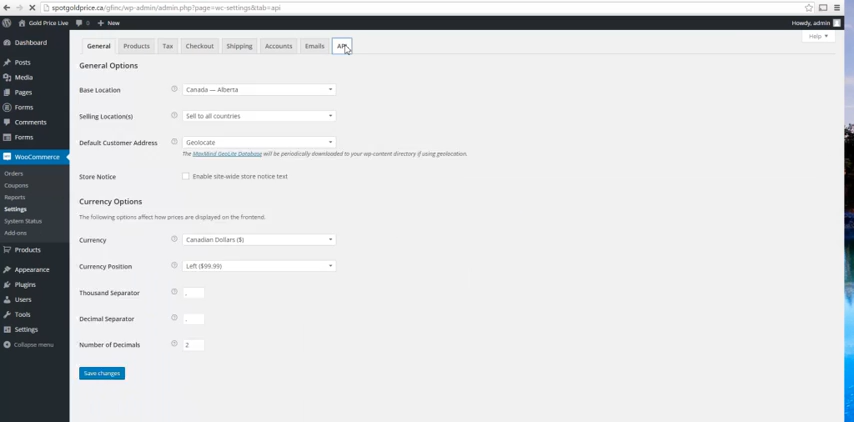 spotgoldprice.ca/gfinc/wp-admin/admin.php?page=wc-settings&tab=api
Gold Price Live 0 + New Howdy, admin
Help
Dashboard
Posts
Media
Pages
Forms
Comments
Forms
WooCommerce
Orders
Coupons
Reports
Settings
System Status
Add-ons
Products
Appearance
Plugins
Users
Tools
Settings
Collapse menu
General Products Tax Checkout Shipping Accounts Emails API
General Options
Base Location Canada — Alberta
Selling Location(s) Sell to all countries
Default Customer Address Geolocate
The MaxMind GeoLite Database will be periodically downloaded to your wp-content directory if using geolocation.
Store Notice Enable site-wide store notice text
Currency Options
The following options affect how prices are displayed on the frontend.
Currency Canadian Dollars ($)
Currency Position Left ($99.99)
Thousand Separator ,
Decimal Separator .
Number of Decimals 2
Save changes